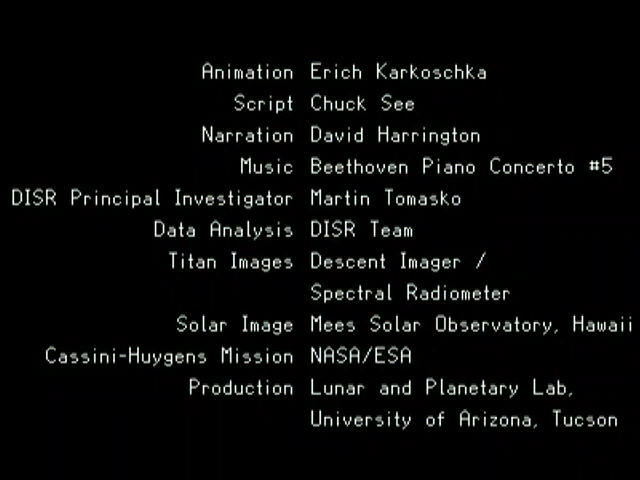 Animation Erich Karkoschka
Script Chuck See
Narration David Harrington
Music Beethoven Piano Concerto #5
DISR Principal Investigator Martin Tomasko
Data Analysis DISR Team
Titan Images Descent Imager /
Spectral Radiometer
Solar Image Mees Solar Observatory, Hawaii
Cassini-Huygens Mission NASA/ESA
Production Lunar and Planetary Lab,
University of Arizona, Tucson